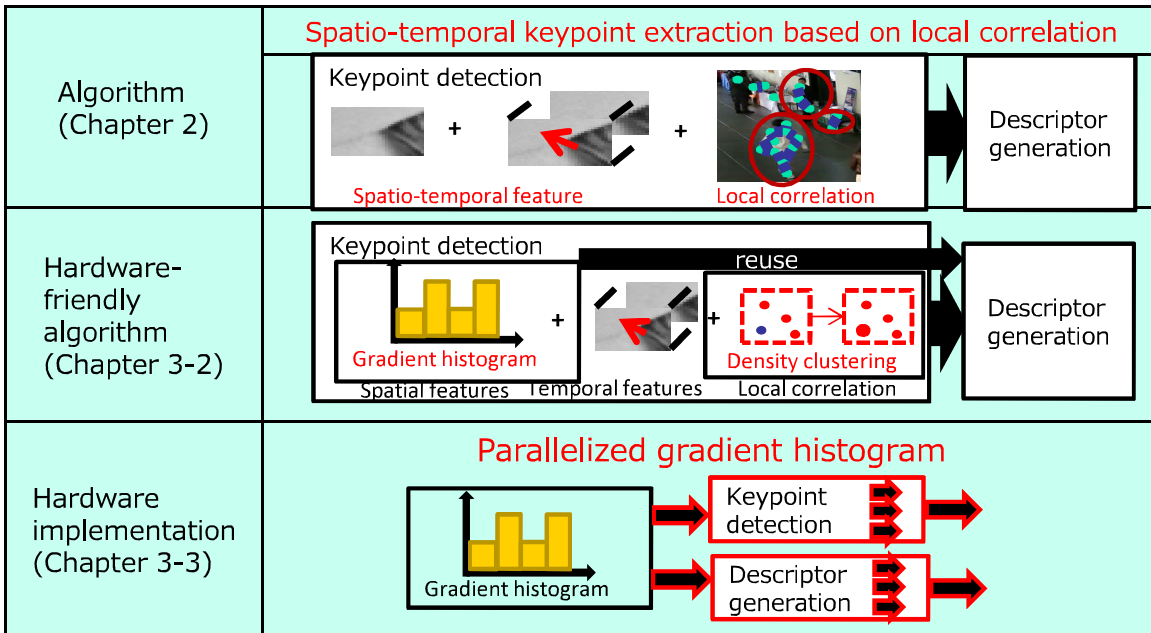 Spatio-temporal keypoint extraction based on local correlation
Algorithm
(Chapter 2)
Keypoint detection
+
+
Spatio-temporal feature
Local correlation
Descriptor
generation
Hardware-
friendly
algorithm
(Chapter 3-2)
Keypoint detection
reuse
+
+
Gradient histogram
Density clustering
Spatial features
Temporal features
Local correlation
Descriptor
generation
Hardware
implementation
(Chapter 3-3)
Parallelized gradient histogram
Gradient histogram
Keypoint
detection
Descriptor
generation